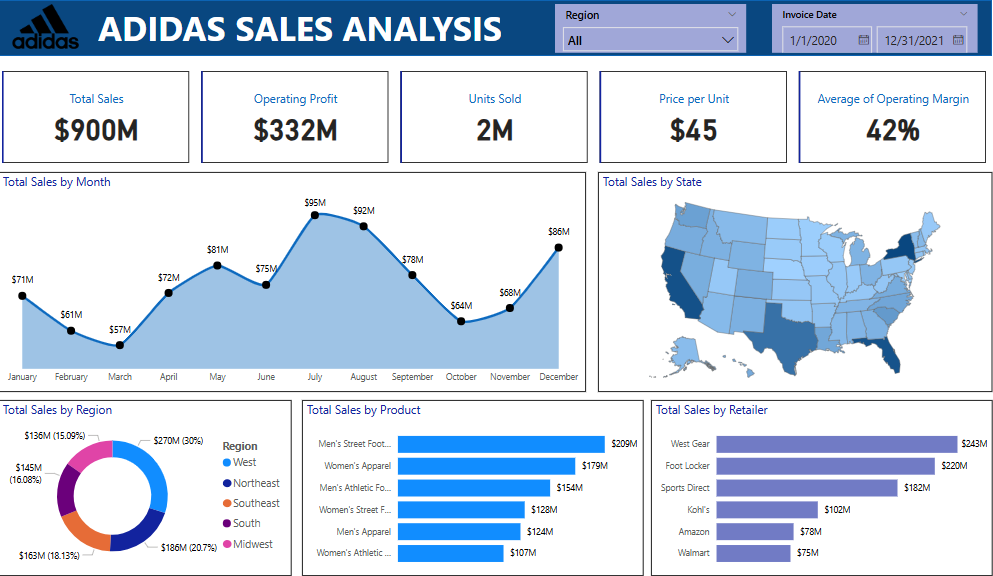 adidas
ADIDAS SALES ANALYSIS
Region
All
Invoice Date
1/1/2020
12/31/2021
Total Sales
$900M
Operating Profit
$332M
Units Sold
2M
Price per Unit
$45
Average of Operating Margin
42%
Total Sales by Month
$71M
$61M
$57M
$72M
$81M
$75M
$95M
$92M
$78M
$64M
$68M
$86M
January February March April May June July August September October November December
Total Sales by State
Total Sales by Region
$136M (15.09%)
$270M (30%)
$145M
(16.08%)
$163M (18.13%)
$186M (20.7%)
Region
West
Northeast
Southeast
South
Midwest
Total Sales by Product
Men's Street Foot... $209M
Women's Apparel $179M
Men's Athletic Fo... $154M
Women's Street F... $128M
Men's Apparel $124M
Women's Athletic ... $107M
Total Sales by Retailer
West Gear $243M
Foot Locker $220M
Sports Direct $182M
Kohl's $102M
Amazon $78M
Walmart $75M